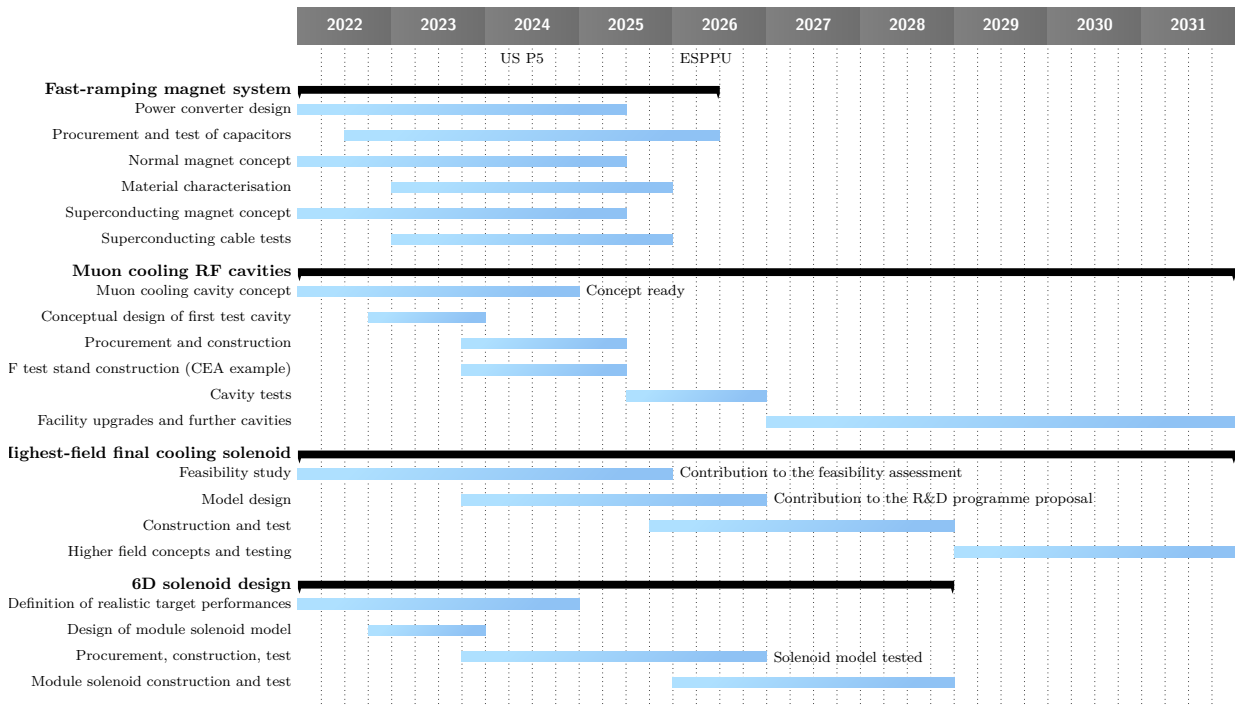 2022 2023 2024 2025 2026 2027 2028 2029 2030 2031
US P5 ESPPU
Fast-ramping magnet system
Power converter design
Procurement and test of capacitors
Normal magnet concept
Material characterisation
Superconducting magnet concept
Superconducting cable tests
Muon cooling RF cavities
Muon cooling cavity concept Concept ready
Conceptual design of first test cavity
Procurement and construction
F test stand construction (CEA example)
Cavity tests
Facility upgrades and further cavities
ighest-field final cooling solenoid
Feasibility study Contribution to the feasibility assessment
Model design Contribution to the R&D programme proposal
Construction and test
Higher field concepts and testing
6D solenoid design
Definition of realistic target performances
Design of module solenoid model
Procurement, construction, test Solenoid model tested
Module solenoid construction and test